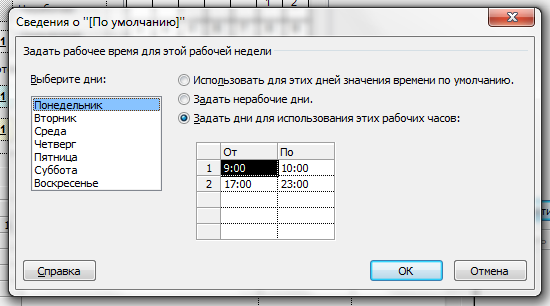 Сведения о "[По умолчанию]"
Задать рабочее время для этой рабочей недели
Выберите дни:
Понедельник
Вторник
Среда
Четверг
Пятница
Суббота
Воскресенье
Использовать для этих дней значения времени по умолчанию.
Задать нерабочие дни.
Задать дни для использования этих рабочих часов:
От По
1 9:00 10:00
2 17:00 23:00
Справка ОК Отмена